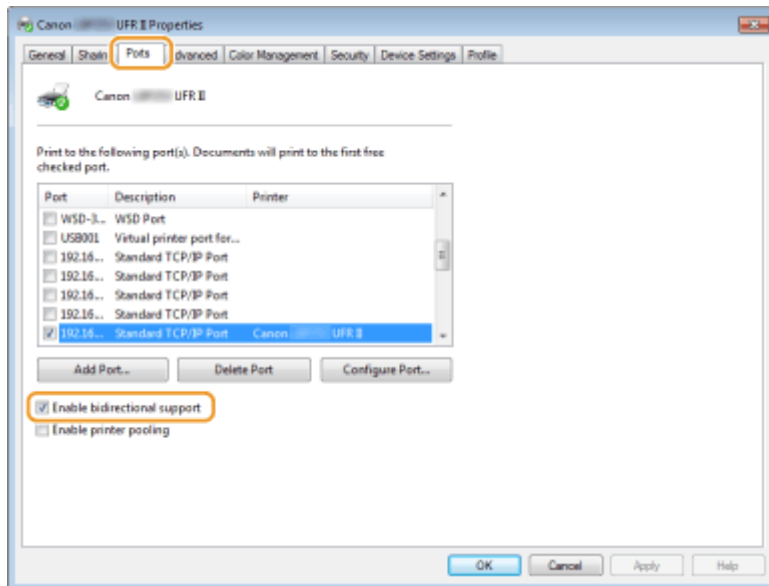 Canon UFR II Properties
General Sharin Ports dvanced Color Management Security Device Settings Profile
Canon UFR II
Print to the following port(s). Documents will print to the first free
checked port.
Port Description Printer
WSD-3... WSD Port
USB001 Virtual printer port for...
192.16... Standard TCP/IP Port
192.16... Standard TCP/IP Port
192.16... Standard TCP/IP Port
192.16... Standard TCP/IP Port
192.16... Standard TCP/IP Port Canon UFR II
Add Port... Delete Port Configure Port...
Enable bidirectional support
Enable printer pooling
OK Cancel Apply Help